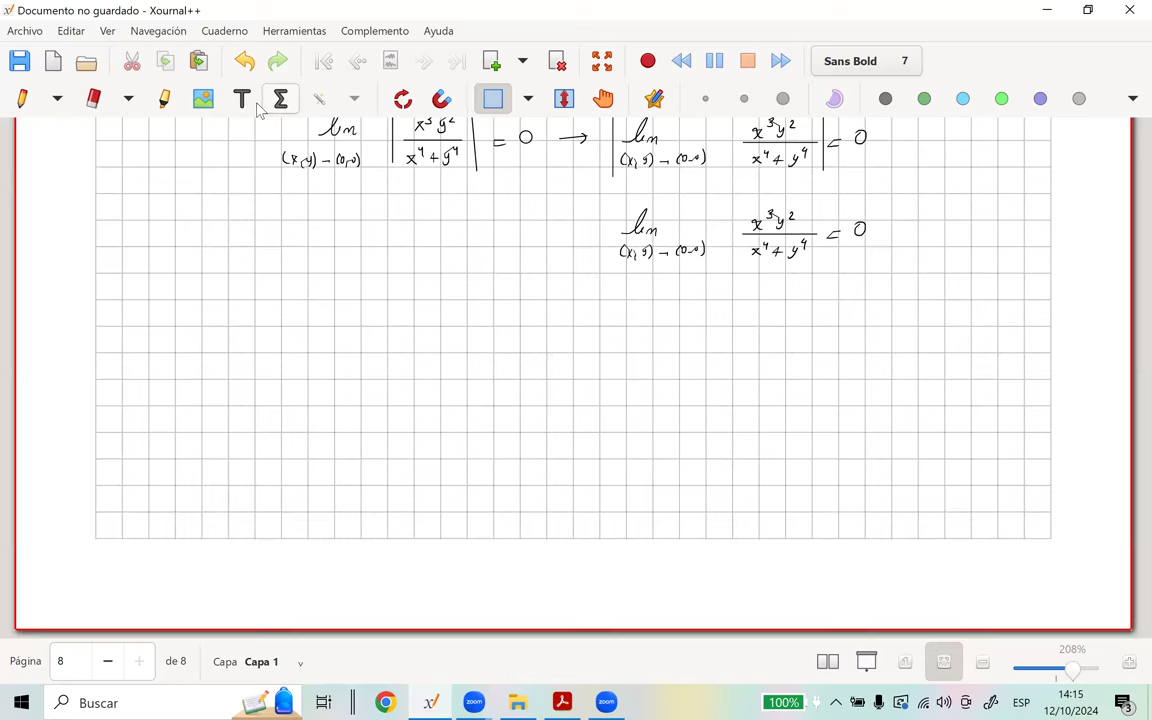 Documento no guardado - Xournal++
Archivo Editar Ver Navegación Cuaderno Herramientas Complemento Ayuda
Sans Bold 7
lim (x,y) → (0,0) | x³y² / x⁴+y⁴ | = 0 → | lim (x,y) → (0,0) x³y² / x⁴+y⁴ | = 0
lim (x,y) → (0,0) x³y² / x⁴+y⁴ = 0
Página 8 de 8 Capa Capa 1 208%
Buscar 100% ESP 14:15
12/10/2024 3